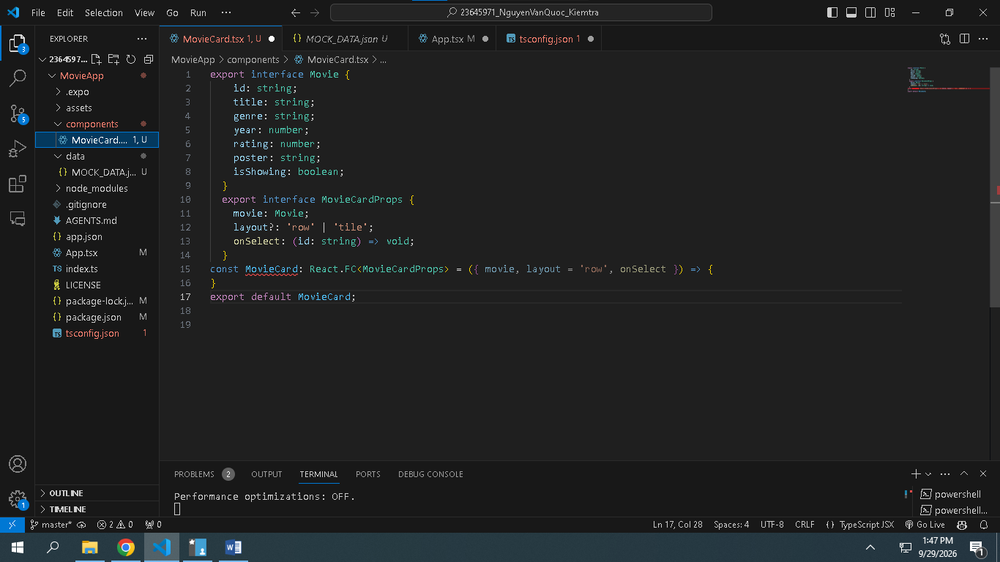 File Edit Selection View Go Run ··· 23645971_NguyenVanQuoc_Kiemtra
EXPLORER ···
2364597...
MovieApp
.expo
assets
components
MovieCard.... 1, U
data
MOCK_DATA.j... U
node_modules
.gitignore
AGENTS.md
app.json
App.tsx M
index.ts
LICENSE
package-lock.j... M
package.json M
tsconfig.json 1
OUTLINE
TIMELINE
3
5
1
MovieCard.tsx 1, U MOCK_DATA.json U App.tsx M tsconfig.json 1
MovieApp > components > MovieCard.tsx > ...
1 export interface Movie {
2 id: string;
3 title: string;
4 genre: string;
5 year: number;
6 rating: number;
7 poster: string;
8 isShowing: boolean;
9 }
10 export interface MovieCardProps {
11 movie: Movie;
12 layout?: 'row' | 'tile';
13 onSelect: (id: string) => void;
14 }
15 const MovieCard: React.FC<MovieCardProps> = ({ movie, layout = 'row', onSelect }) => {
16 }
17 export default MovieCard;
18
19
PROBLEMS 2 OUTPUT TERMINAL PORTS DEBUG CONSOLE
Performance optimizations: OFF.
powershell
powershell...
master* 2 0 0 Ln 17, Col 28 Spaces: 4 UTF-8 CRLF {} TypeScript JSX Go Live
1:47 PM
9/29/2026
1